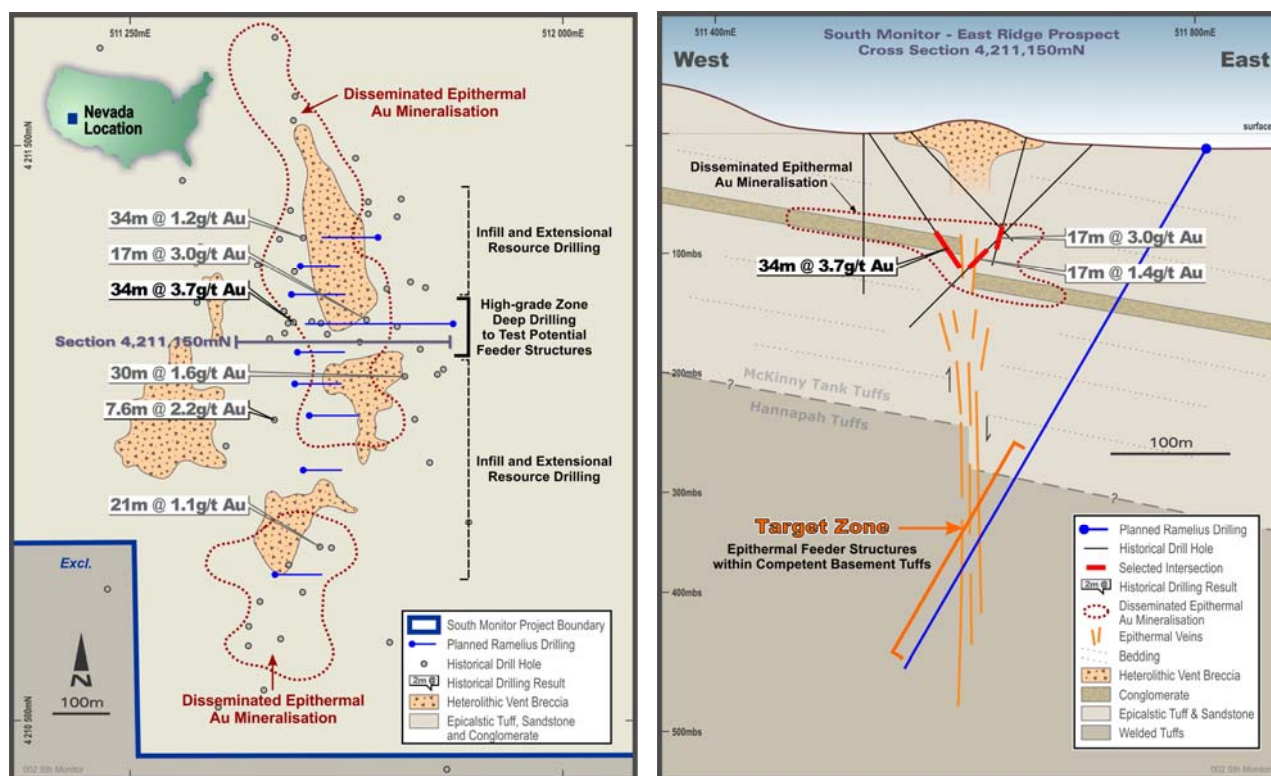 511 250mE
512 000mE
Nevada
Location
Disseminated Epithermal
Au Mineralisation
4 211 500mN
34m @ 1.2g/t Au
17m @ 3.0g/t Au
34m @ 3.7g/t Au
Section 4,211,150mN
30m @ 1.6g/t Au
7.6m @ 2.2g/t Au
21m @ 1.1g/t Au
Infill and Extensional
Resource Drilling
High-grade Zone
Deep Drilling
to Test Potential
Feeder Structures
Infill and Extensional
Resource Drilling
Excl.
N
100m
4 210 500mN
Disseminated Epithermal
Au Mineralisation
South Monitor Project Boundary
Planned Ramelius Drilling
Historical Drill Hole
2m @
Historical Drilling Result
Heterolithic Vent Breccia
Epicalstic Tuff, Sandstone
and Conglomerate
002 Sth Monitor
511 400mE
511 800mE
South Monitor - East Ridge Prospect
Cross Section 4,211,150mN
West
East
surface
Disseminated Epithermal
Au Mineralisation
17m @ 3.0g/t Au
34m @ 3.7g/t Au
17m @ 1.4g/t Au
100mbs
200mbs
?
McKinny Tank Tuffs
Hannapah Tuffs
100m
300mbs
?
Target Zone
Epithermal Feeder Structures
within Competent Basement Tuffs
400mbs
500mbs
Planned Ramelius Drilling
Historical Drill Hole
Selected Intersection
2m @
Historical Drilling Result
Disseminated Epithermal
Au Mineralisation
Epithermal Veins
Bedding
Heterolithic Vent Breccia
Conglomerate
Epicalstic Tuff & Sandstone
Welded Tuffs
002 Sth Monitor